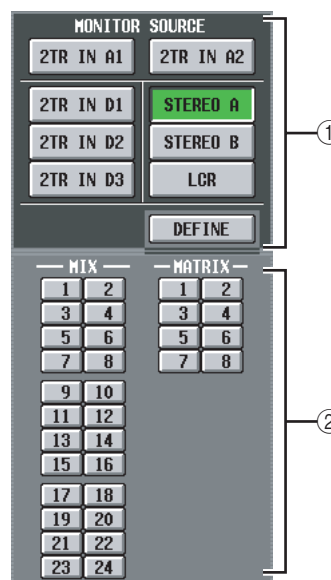 MONITOR SOURCE
2TR IN A1 2TR IN A2
2TR IN D1 STEREO A
2TR IN D2 STEREO B
2TR IN D3 LCR
DEFINE
MIX MATRIX
1 2 1 2
3 4 3 4
5 6 5 6
7 8 7 8
9 10
11 12
13 14
15 16
17 18
19 20
21 22
23 24
1
2